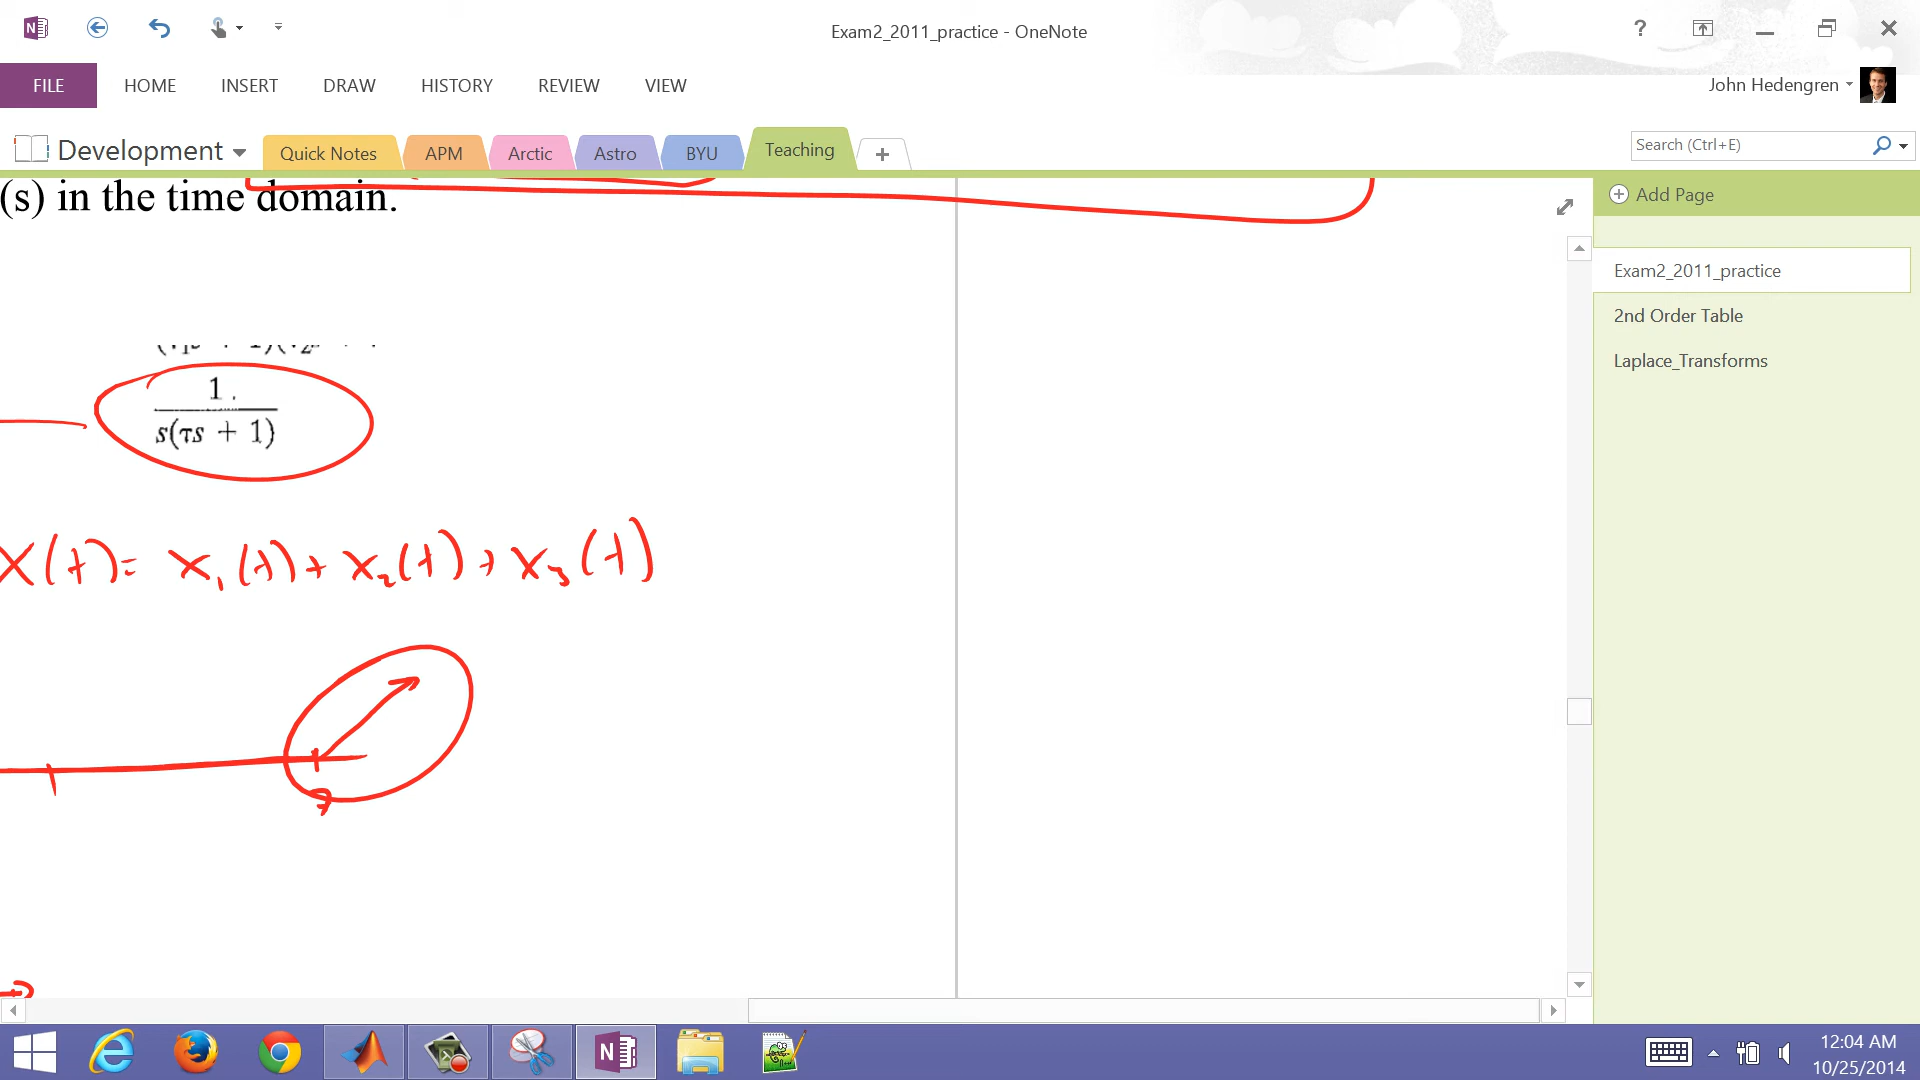 Exam2_2011_practice - OneNote
FILE HOME INSERT DRAW HISTORY REVIEW VIEW
John Hedengren
Development Quick Notes APM Arctic Astro BYU Teaching +
Search (Ctrl+E)
(s) in the time domain.
Add Page
Exam2_2011_practice
2nd Order Table
Laplace_Transforms
1
s(τs + 1)
X(t)= x₁(t) + x₂(t) + x₃(t)
12:04 AM
10/25/2014